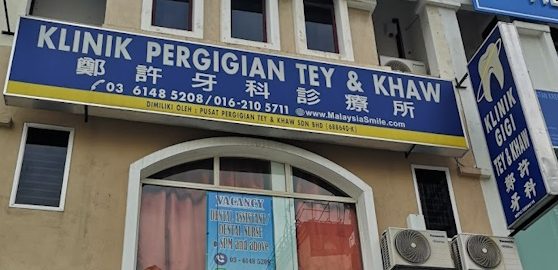 KLINIK PERGIGIAN TEY & KHAW
鄭許牙科診療所
03 6148 5208/016-210 5711 www.MalaysiaSmile.com
DIMILIKI OLEH : PUSAT PERGIGIAN TEY & KHAW SDN BHD (688640-K)
KLINIK
GIGI
TEY & KHAW
鄭許
牙科
VACANCY
DENTAL ASSISTANT/
DENTAL NURSE
SPM and above
03 - 6148 5208